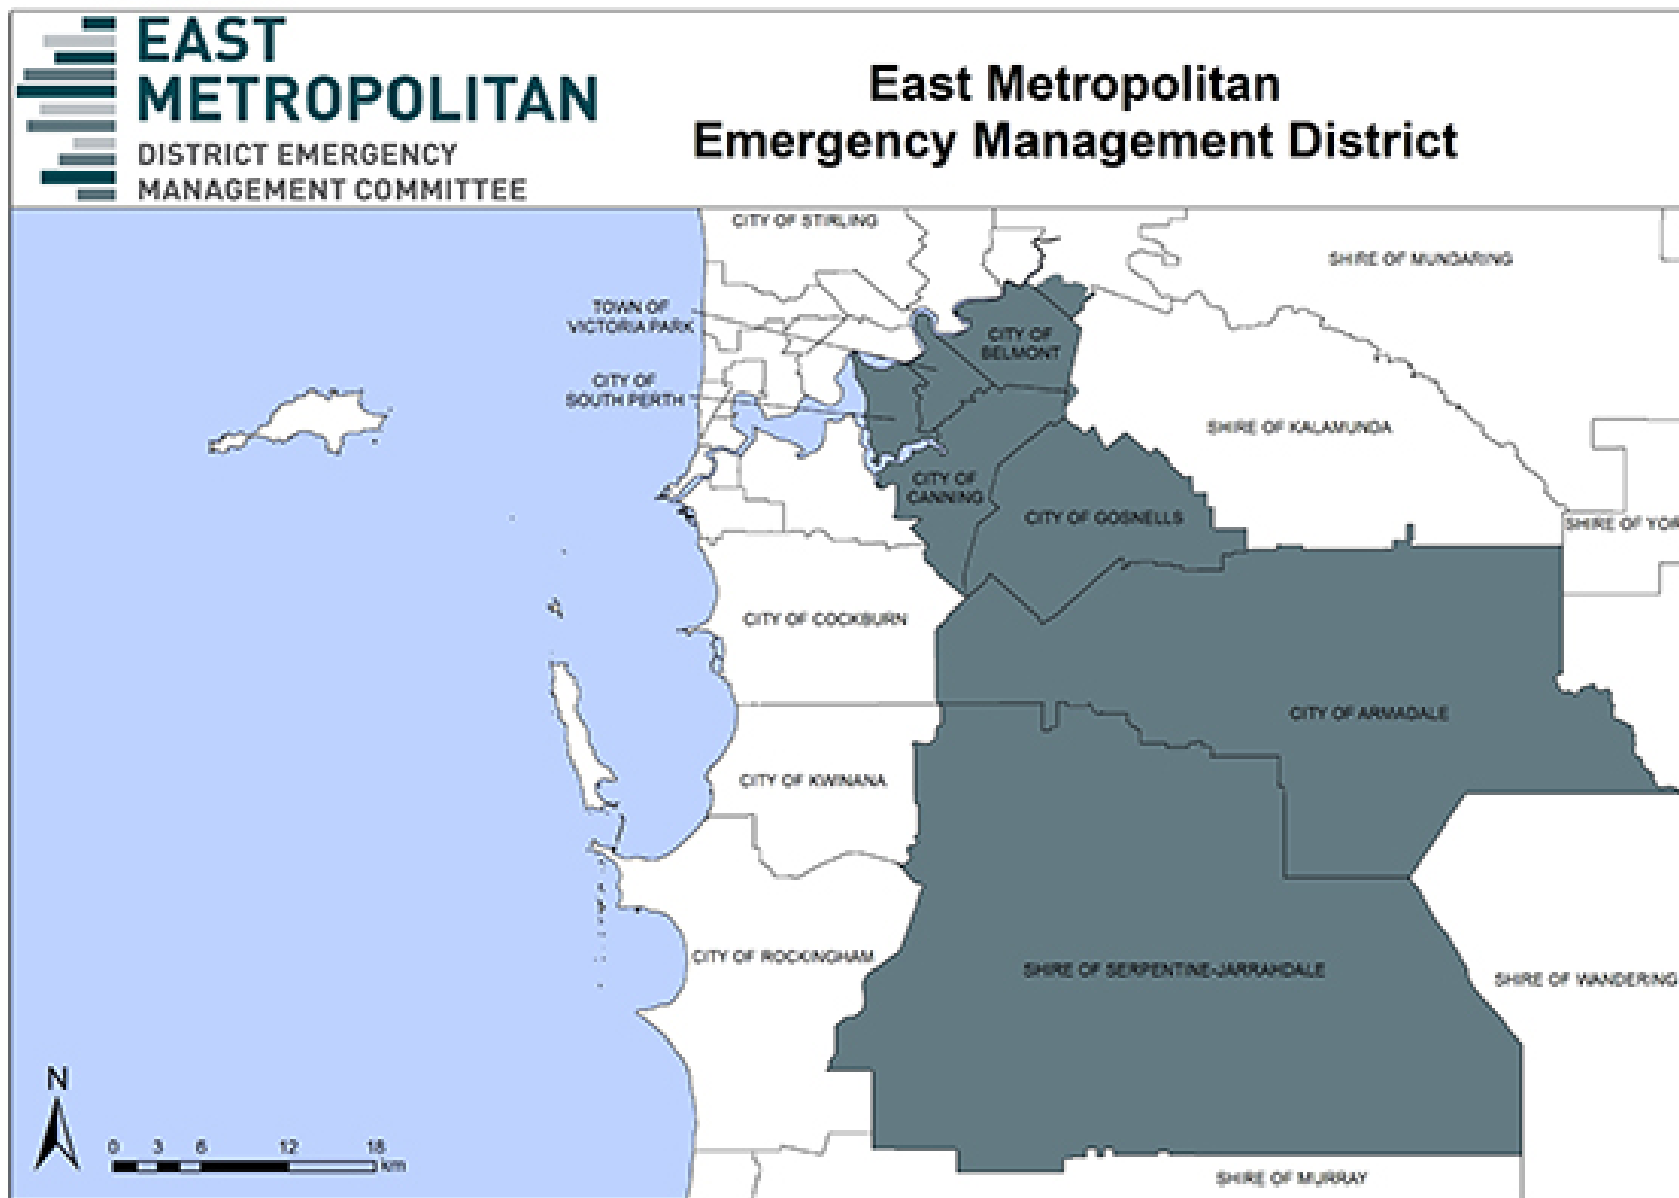 EAST
METROPOLITAN
DISTRICT EMERGENCY
MANAGEMENT COMMITTEE
East Metropolitan
Emergency Management District
CITY OF STIRLING
SHIRE OF MUNDARING
TOWN OF
VICTORIA PARK
CITY OF
BELMONT
CITY OF
SOUTH PERTH
SHIRE OF KALAMUNDA
CITY OF
CANNING
CITY OF GOSNELLS
SHIRE OF YOR
CITY OF COCKBURN
CITY OF ARMADALE
CITY OF KWINANA
CITY OF ROCKINGHAM
SHIRE OF SERPENTINE-JARRAHDALE
SHIRE OF WANDERING
N
0 3 6 12 18
km
SHIRE OF MURRAY